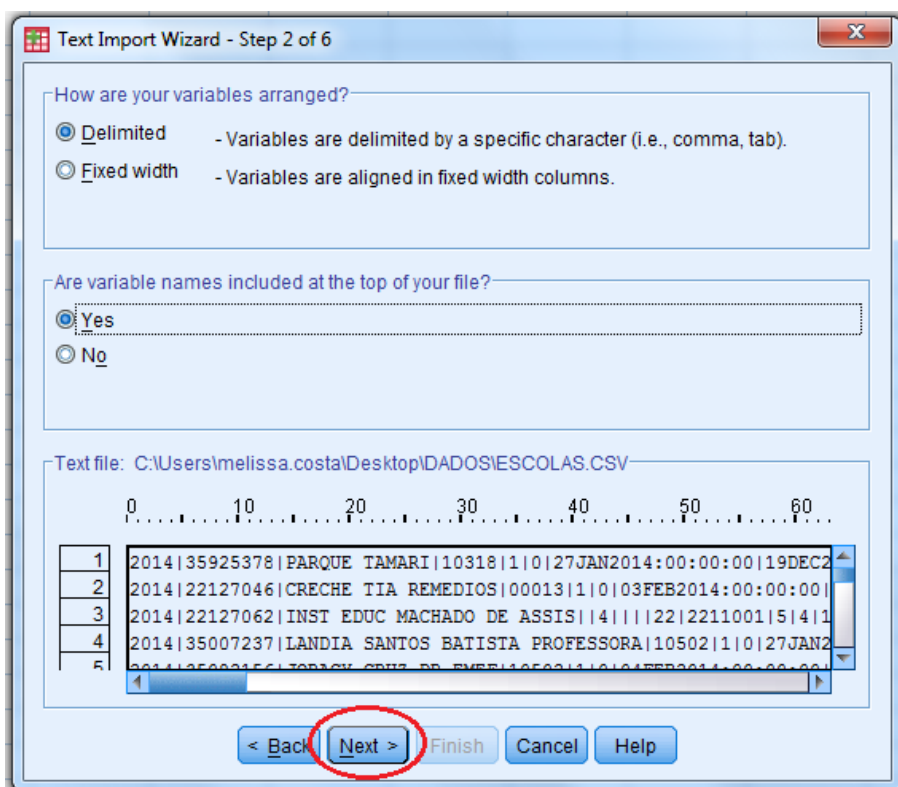 Text Import Wizard - Step 2 of 6
How are your variables arranged?
Delimited - Variables are delimited by a specific character (i.e., comma, tab).
Fixed width - Variables are aligned in fixed width columns.
Are variable names included at the top of your file?
Yes
No
Text file: C:\Users\melissa.costa\Desktop\DADOS\ESCOLAS.CSV
0 10 20 30 40 50 60
1 2014|35925378|PARQUE TAMARI|10318|1|0|27JAN2014:00:00:00|19DEC2
2 2014|22127046|CRECHE TIA REMEDIOS|00013|1|0|03FEB2014:00:00:00|
3 2014|22127062|INST EDUC MACHADO DE ASSIS||4||||22|2211001|5|4|1
4 2014|35007237|LANDIA SANTOS BATISTA PROFESSORA|10502|1|0|27JAN2
5
< Back Next > Finish Cancel Help